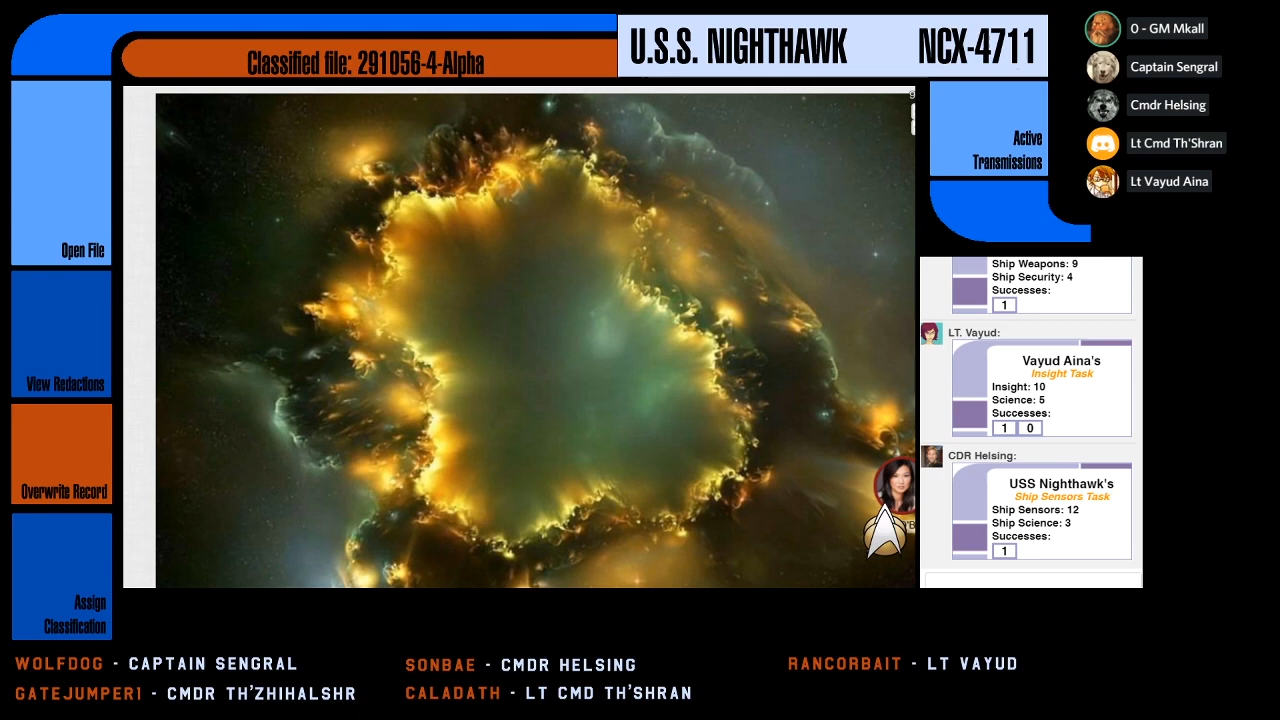 Classified file: 291056-4-Alpha
U.S.S. NIGHTHAWK NCX-4711
Open File
View Redactions
Overwrite Record
Assign
Classification
Active
Transmissions
0 - GM Mkall
Captain Sengral
Cmdr Helsing
Lt Cmd Th'Shran
Lt Vayud Aina
Ship Weapons: 9
Ship Security: 4
Successes:
1
LT. Vayud:
Vayud Aina's
Insight Task
Insight: 10
Science: 5
Successes:
1 0
CDR Helsing:
USS Nighthawk's
Ship Sensors Task
Ship Sensors: 12
Ship Science: 3
Successes:
1
WOLFDOG - CAPTAIN SENGRAL
SONBAE - CMDR HELSING
RANCORBAIT - LT VAYUD
GATEJUMPER1 - CMDR TH'ZHIHALSHR
CALADATH - LT CMD TH'SHRAN